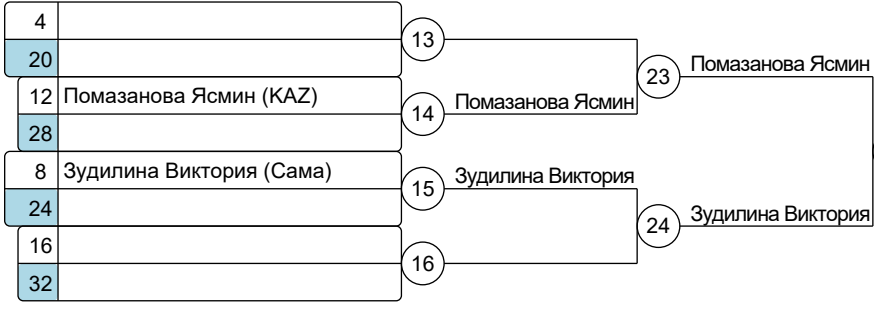 4
13
20
23
Помазанова Ясмин
12 Помазанова Ясмин (KAZ)
14
Помазанова Ясмин
28
8 Зудилина Виктория (Сама)
15
Зудилина Виктория
24
24
Зудилина Виктория
16
16
32